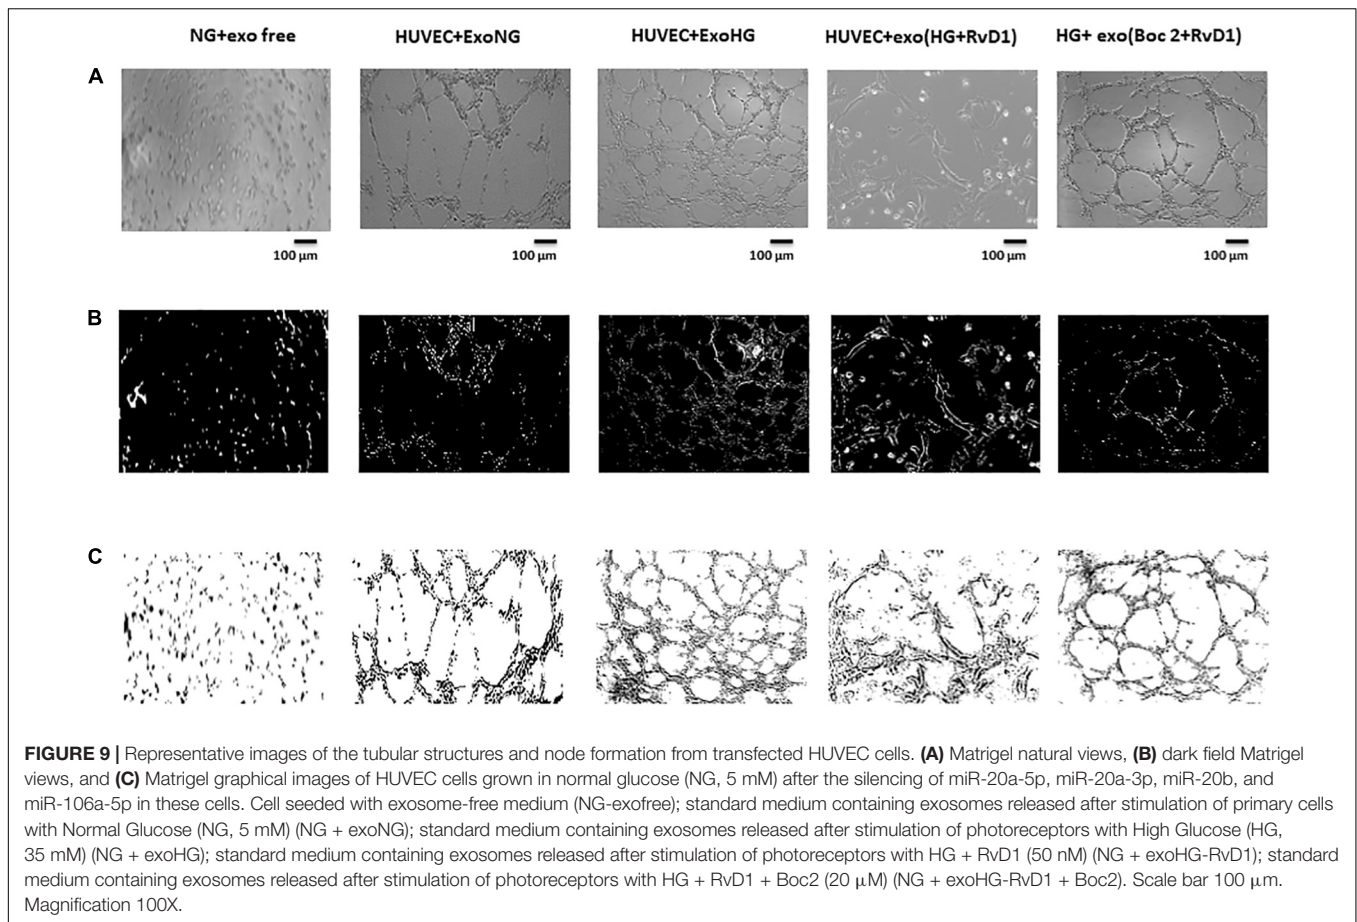 NG+exo free HUVEC+ExoNG HUVEC+ExoHG HUVEC+exo(HG+RvD1) HG+ exo(Boc 2+RvD1)
A
100 μm 100 μm 100 μm 100 μm 100 μm
B
C
FIGURE 9 | Representative images of the tubular structures and node formation from transfected HUVEC cells. (A) Matrigel natural views, (B) dark field Matrigel
views, and (C) Matrigel graphical images of HUVEC cells grown in normal glucose (NG, 5 mM) after the silencing of miR-20a-5p, miR-20a-3p, miR-20b, and
miR-106a-5p in these cells. Cell seeded with exosome-free medium (NG-exofree); standard medium containing exosomes released after stimulation of primary cells
with Normal Glucose (NG, 5 mM) (NG + exoNG); standard medium containing exosomes released after stimulation of photoreceptors with High Glucose (HG,
35 mM) (NG + exoHG); standard medium containing exosomes released after stimulation of photoreceptors with HG + RvD1 (50 nM) (NG + exoHG-RvD1); standard
medium containing exosomes released after stimulation of photoreceptors with HG + RvD1 + Boc2 (20 μM) (NG + exoHG-RvD1 + Boc2). Scale bar 100 μm.
Magnification 100X.